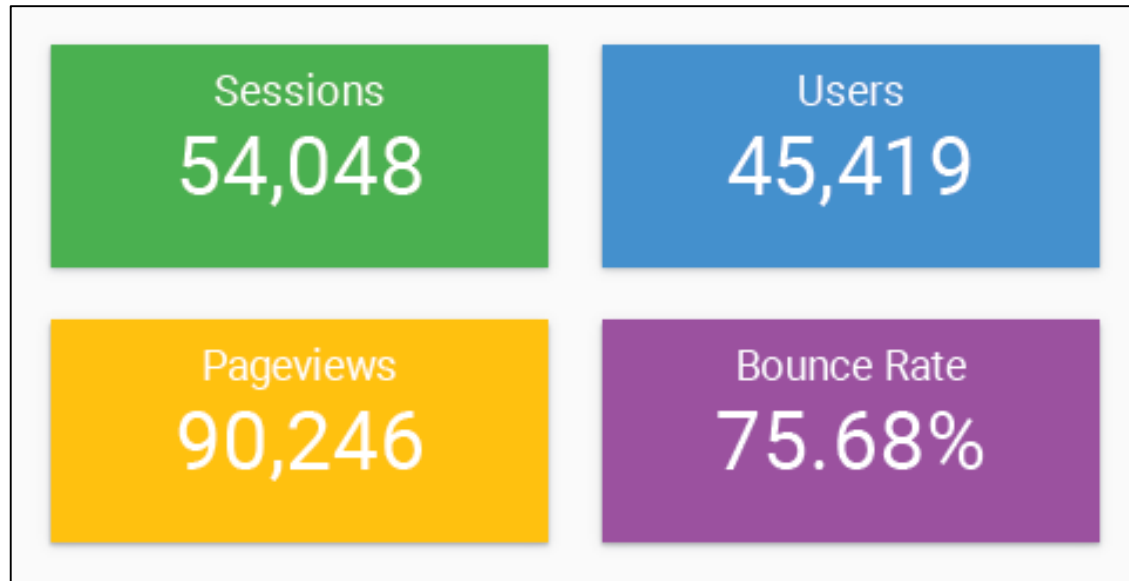 Sessions
54,048
Users
45,419
Pageviews
90,246
Bounce Rate
75.68%